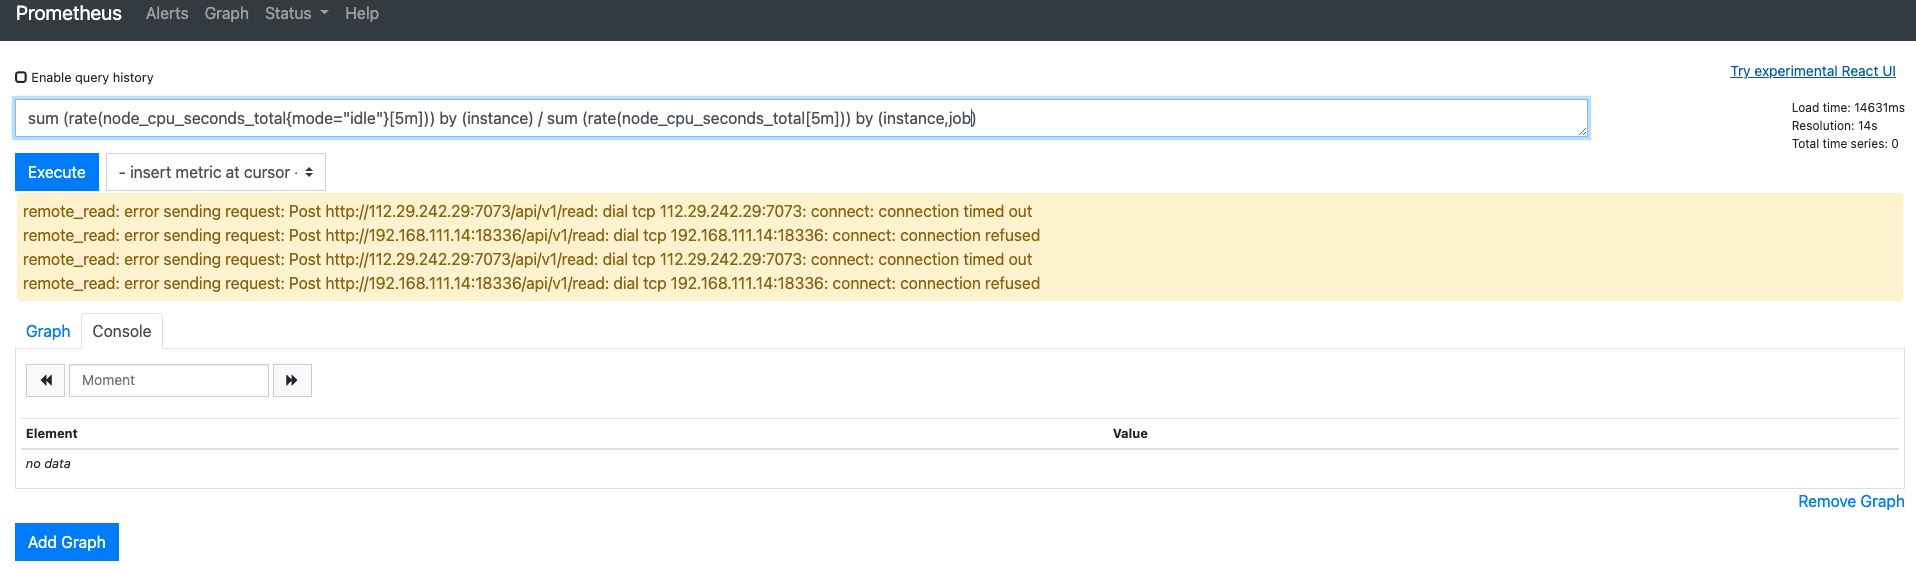 Prometheus Alerts Graph Status Help
Enable query history
Try experimental React UI
sum (rate(node_cpu_seconds_total{mode="idle"}[5m])) by (instance) / sum (rate(node_cpu_seconds_total[5m])) by (instance,job)
Load time: 14631ms
Resolution: 14s
Total time series: 0
Execute - insert metric at cursor -
remote_read: error sending request: Post http://112.29.242.29:7073/api/v1/read: dial tcp 112.29.242.29:7073: connect: connection timed out
remote_read: error sending request: Post http://192.168.111.14:18336/api/v1/read: dial tcp 192.168.111.14:18336: connect: connection refused
remote_read: error sending request: Post http://112.29.242.29:7073/api/v1/read: dial tcp 112.29.242.29:7073: connect: connection timed out
remote_read: error sending request: Post http://192.168.111.14:18336/api/v1/read: dial tcp 192.168.111.14:18336: connect: connection refused
Graph Console
Moment
Element Value
no data
Remove Graph
Add Graph